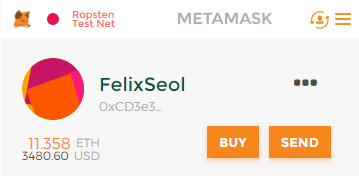 Ropsten
Test Net
METAMASK
FelixSeol
0xCD3e3...
11.358 ETH
3480.60 USD
BUY
SEND